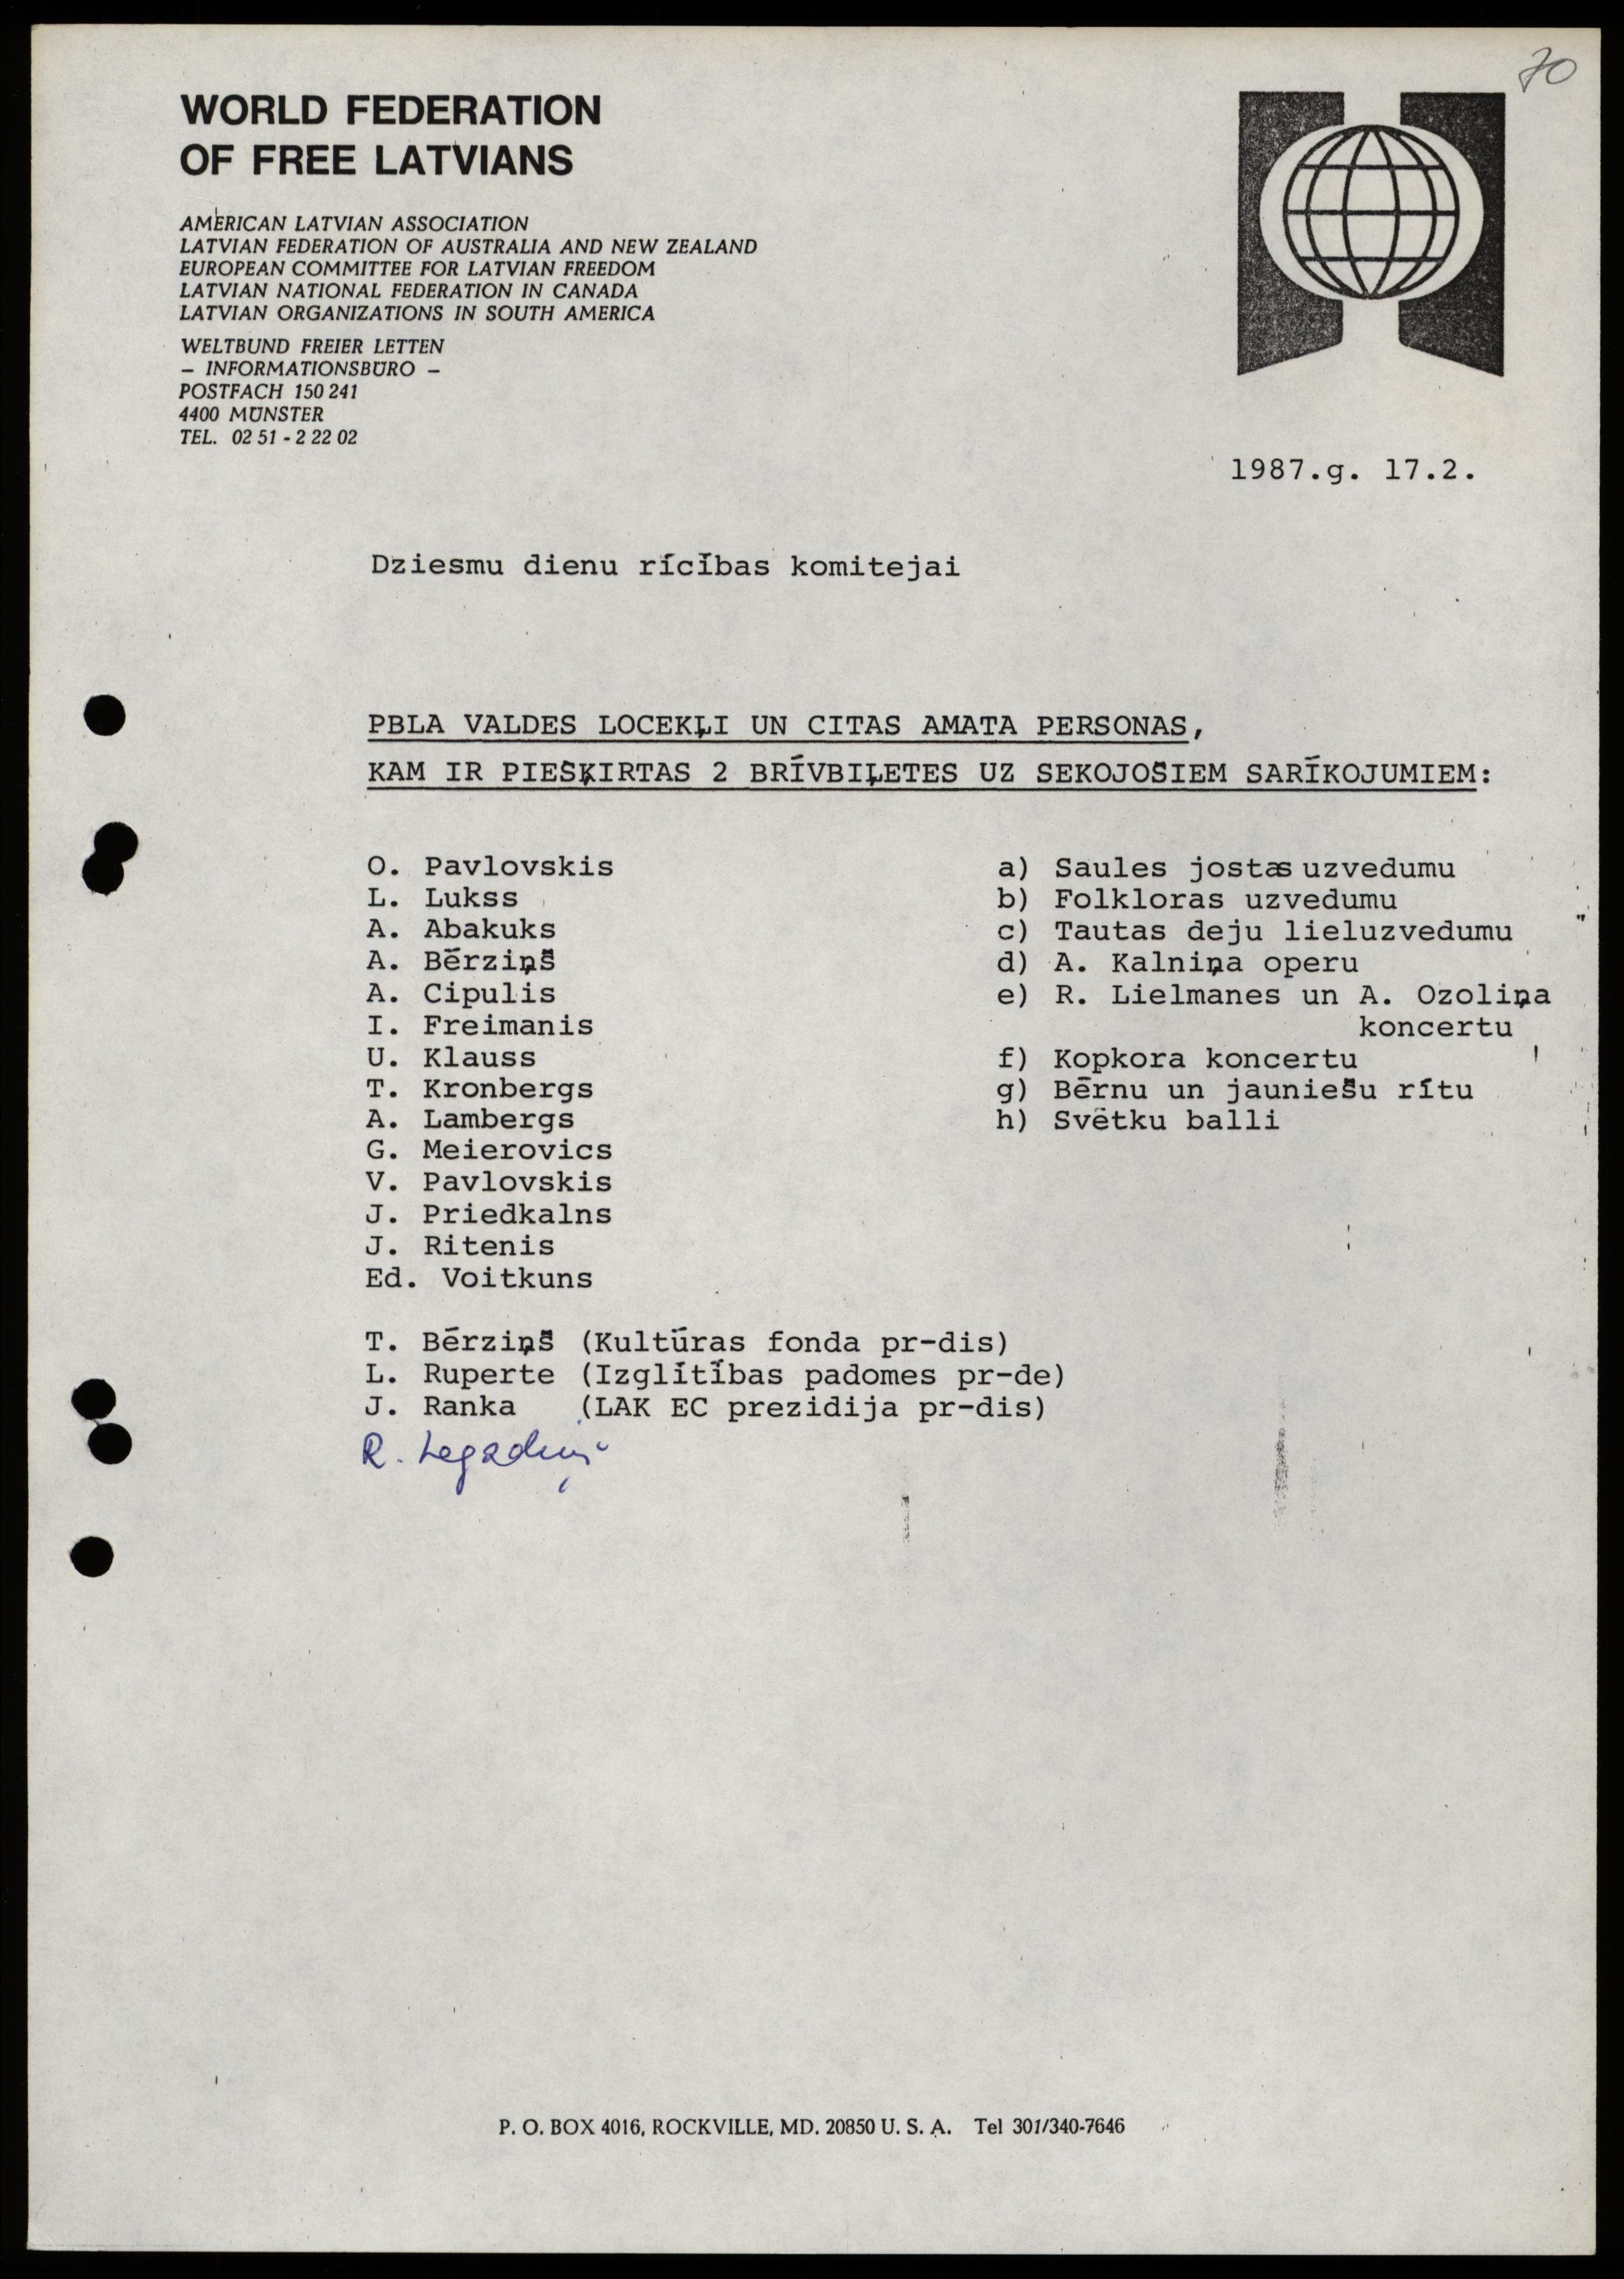 70
WORLD FEDERATION
OF FREE LATVIANS
AMERICAN LATVIAN ASSOCIATION
LATVIAN FEDERATION OF AUSTRALIA AND NEW ZEALAND
EUROPEAN COMMITTEE FOR LATVIAN FREEDOM
LATVIAN NATIONAL FEDERATION IN CANADA
LATVIAN ORGANIZATIONS IN SOUTH AMERICA
WELTBUND FREIER LETTEN
– INFORMATIONSBÜRO –
POSTFACH 150 241
4400 MÜNSTER
TEL. 02 51 - 2 22 02
1987.g. 17.2.
Dziesmu dienu rīcības komitejai
PBLA VALDES LOCEKĻI UN CITAS AMATA PERSONAS,
KAM IR PIEŠĶIRTAS 2 BRĪVBIĻETES UZ SEKOJOŠIEM SARĪKOJUMIEM:
O. Pavlovskis
L. Lukss
A. Abakuks
A. Bērziņš
A. Cipulis
I. Freimanis
U. Klauss
T. Kronbergs
A. Lambergs
G. Meierovics
V. Pavlovskis
J. Priedkalns
J. Ritenis
Ed. Voitkuns
a) Saules jostas uzvedumu
b) Folkloras uzvedumu
c) Tautas deju lieluzvedumu
d) A. Kalniņa operu
e) R. Lielmanes un A. Ozoliņa
koncertu
f) Kopkora koncertu
g) Bērnu un jauniešu rītu
h) Svētku balli
T. Bērziņš (Kultūras fonda pr-dis)
L. Ruperte (Izglītības padomes pr-de)
J. Ranka (LAK EC prezidija pr-dis)
R.
P. O. BOX 4016, ROCKVILLE, MD. 20850 U. S. A. Tel 301/340-7646